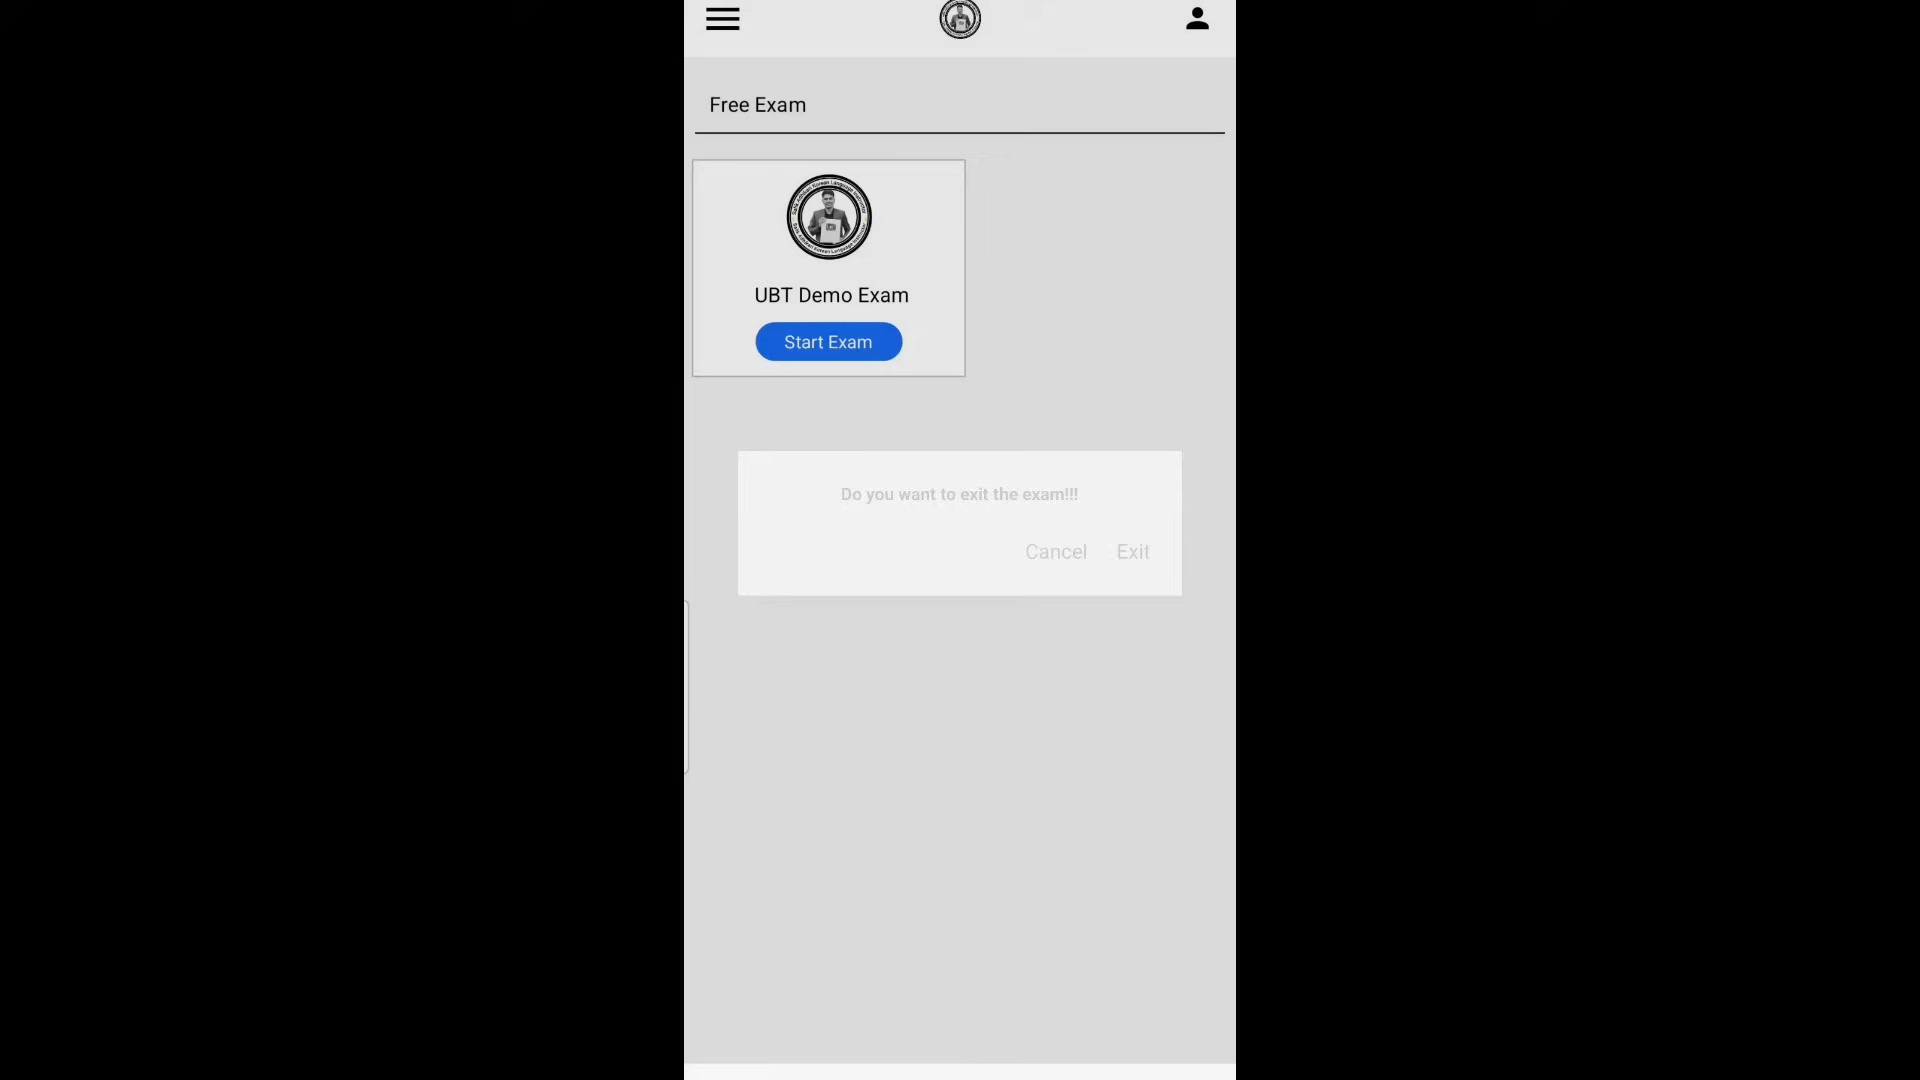 Free Exam
UBT Demo Exam
Start Exam
Do you want to exit the exam!!!
Cancel Exit